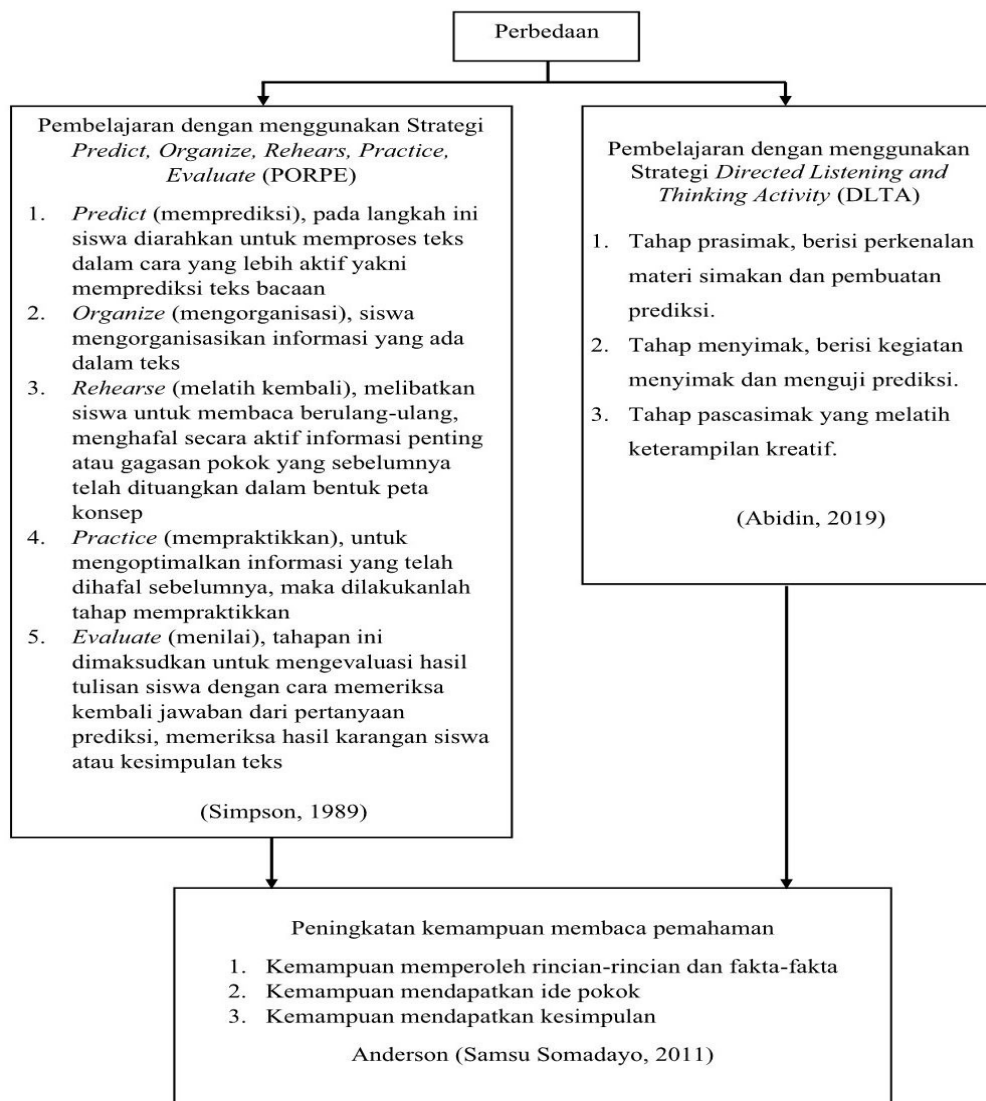 Perbedaan
Pembelajaran dengan menggunakan Strategi
Predict, Organize, Rehears, Practice,
Evaluate (PORPE)
1. Predict (memprediksi), pada langkah ini
siswa diarahkan untuk memproses teks
dalam cara yang lebih aktif yakni
memprediksi teks bacaan
2. Organize (mengorganisasi), siswa
mengorganisasikan informasi yang ada
dalam teks
3. Rehearse (melatih kembali), melibatkan
siswa untuk membaca berulang-ulang,
menghafal secara aktif informasi penting
atau gagasan pokok yang sebelumnya
telah dituangkan dalam bentuk peta
konsep
4. Practice (mempraktikkan), untuk
mengoptimalkan informasi yang telah
dihafal sebelumnya, maka dilakukanlah
tahap mempraktikkan
5. Evaluate (menilai), tahapan ini
dimaksudkan untuk mengevaluasi hasil
tulisan siswa dengan cara memeriksa
kembali jawaban dari pertanyaan
prediksi, memeriksa hasil karangan siswa
atau kesimpulan teks
(Simpson, 1989)
Pembelajaran dengan menggunakan
Strategi Directed Listening and
Thinking Activity (DLTA)
1. Tahap prasimak, berisi perkenalan
materi simakan dan pembuatan
prediksi.
2. Tahap menyimak, berisi kegiatan
menyimak dan menguji prediksi.
3. Tahap pascasimak yang melatih
keterampilan kreatif.
(Abidin, 2019)
Peningkatan kemampuan membaca pemahaman
1. Kemampuan memperoleh rincian-rincian dan fakta-fakta
2. Kemampuan mendapatkan ide pokok
3. Kemampuan mendapatkan kesimpulan
Anderson (Samsu Somadayo, 2011)